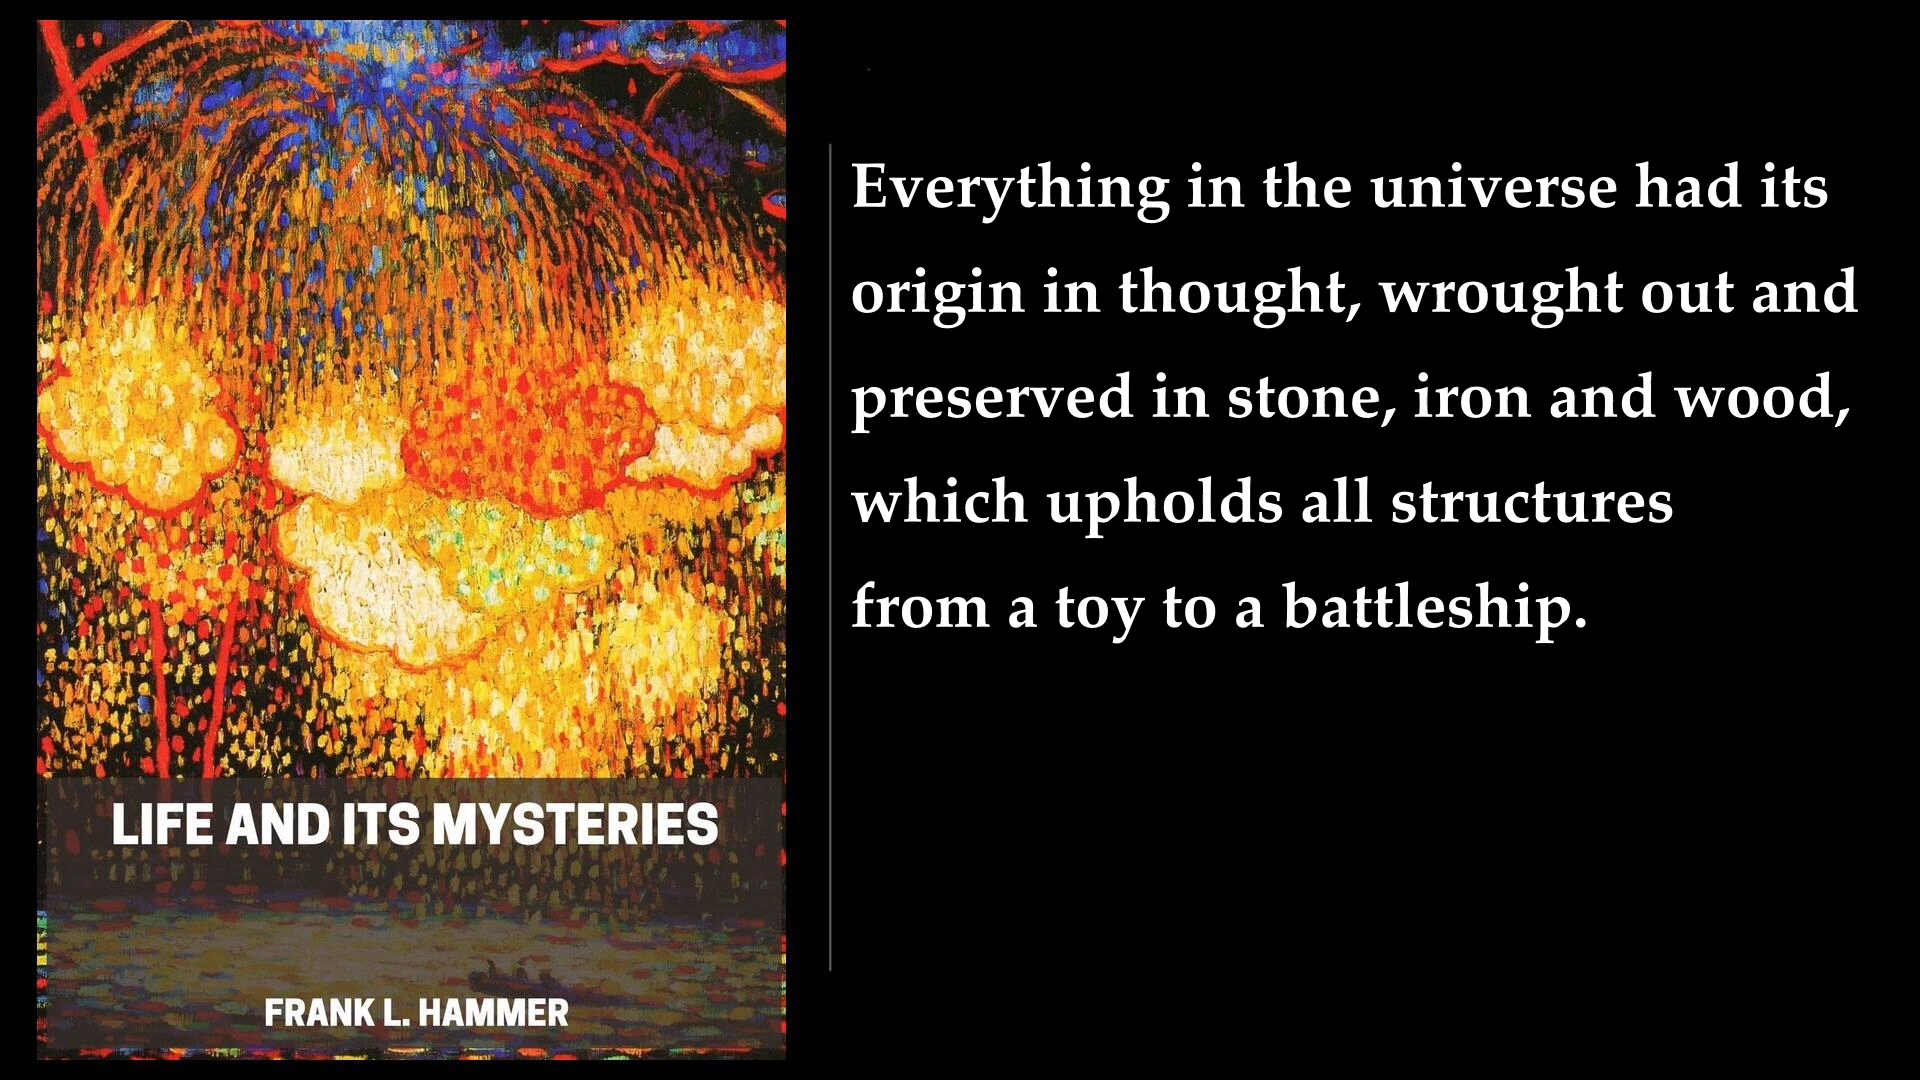 LIFE AND ITS MYSTERIES
FRANK L. HAMMER
Everything in the universe had its
origin in thought, wrought out and
preserved in stone, iron and wood,
which upholds all structures
from a toy to a battleship.